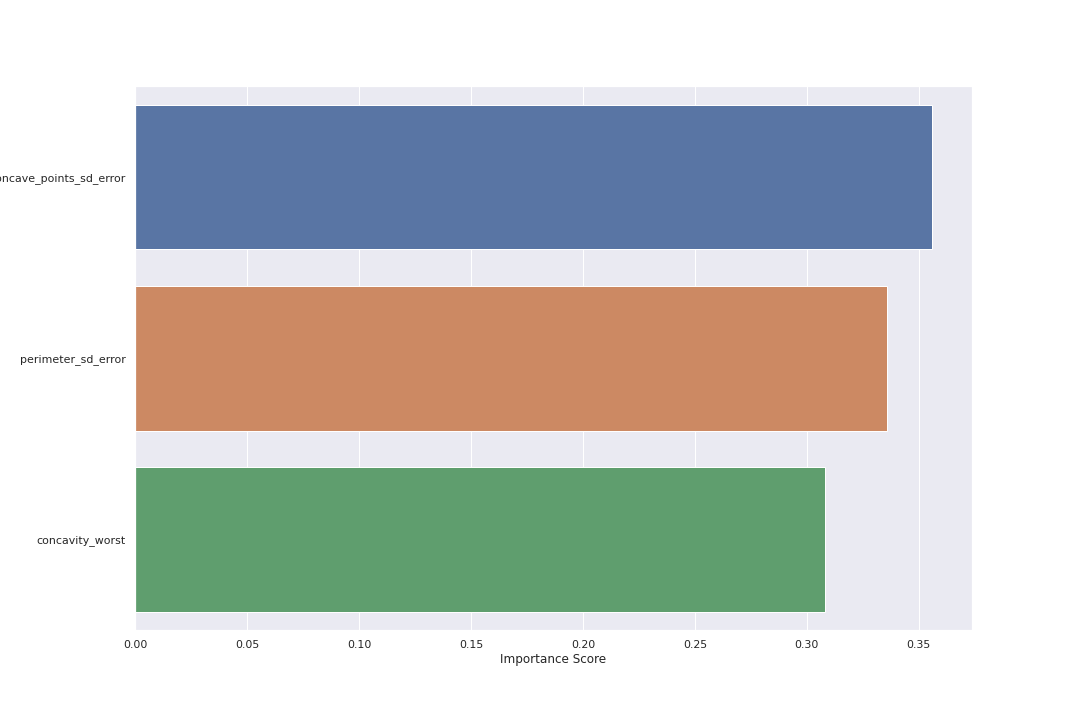 oncave_points_sd_error
perimeter_sd_error
concavity_worst
0.00 0.05 0.10 0.15 0.20 0.25 0.30 0.35
Importance Score